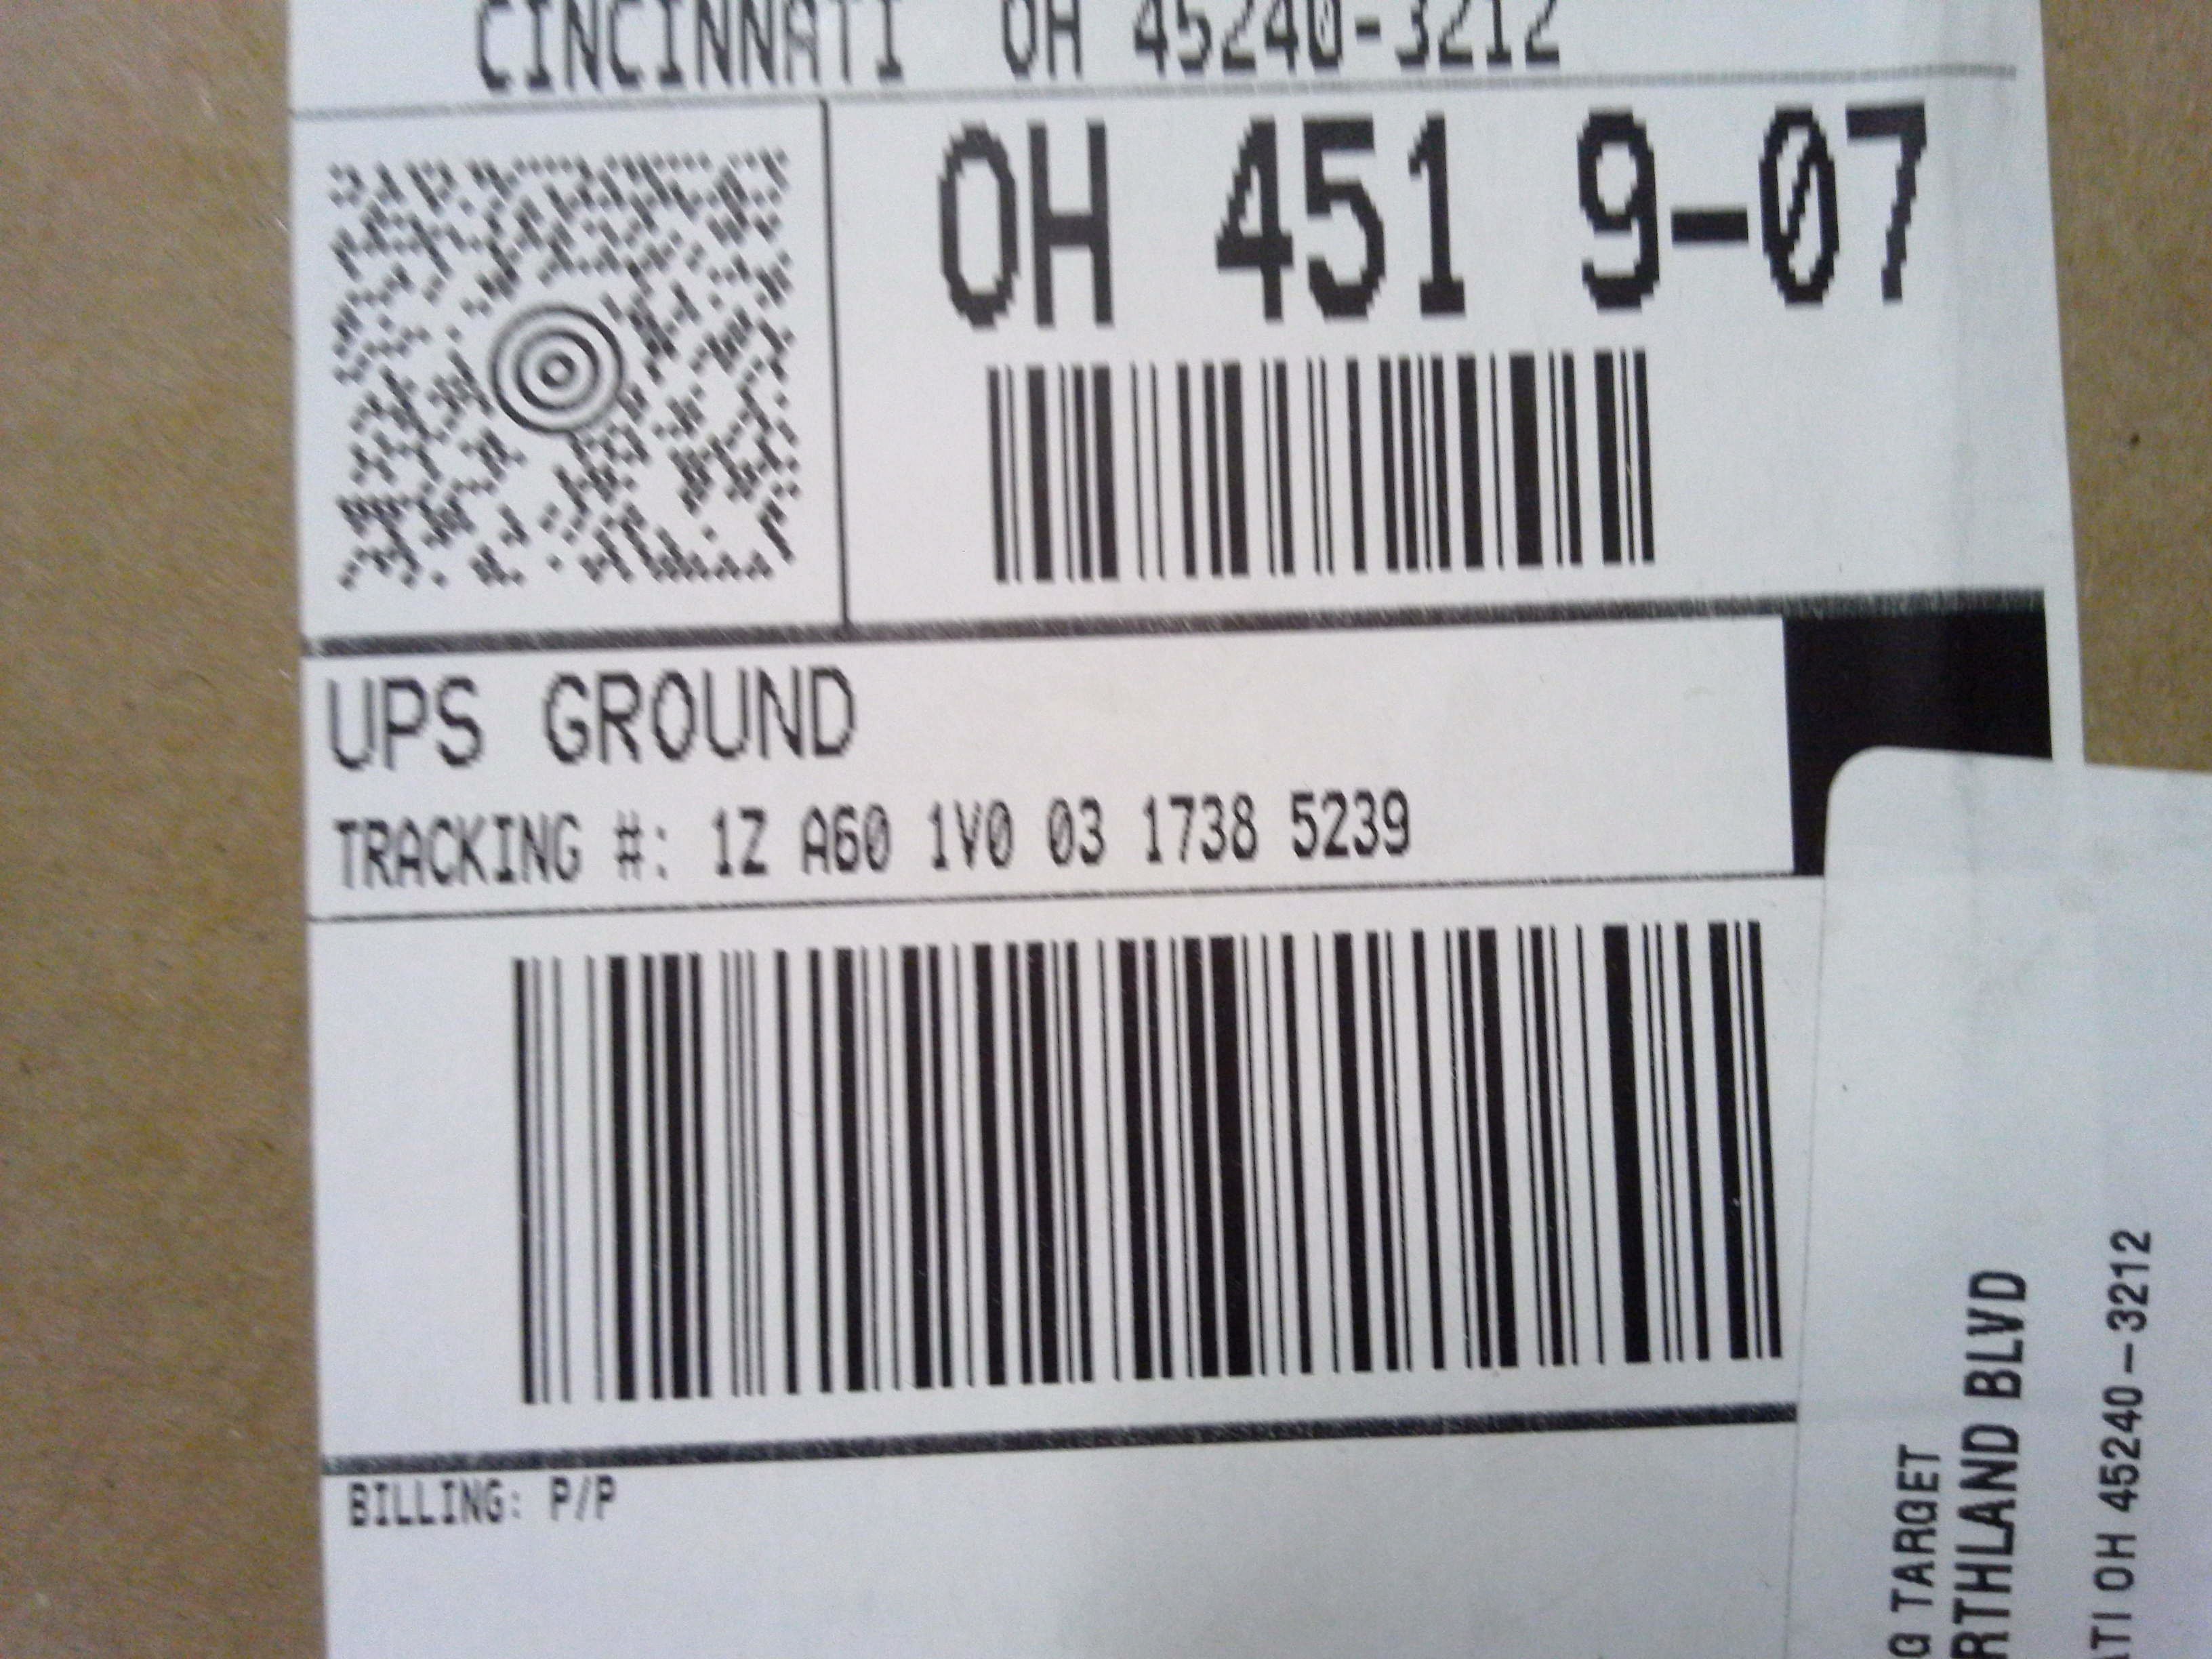 CINCINNATI OH 45240-3212
OH 451 9-07
UPS GROUND
TRACKING #: 1Z A60 1V0 03 1738 5239
BILLING: P/P
G TARGET
RTHLAND BLVD
ATI OH 45240-3212